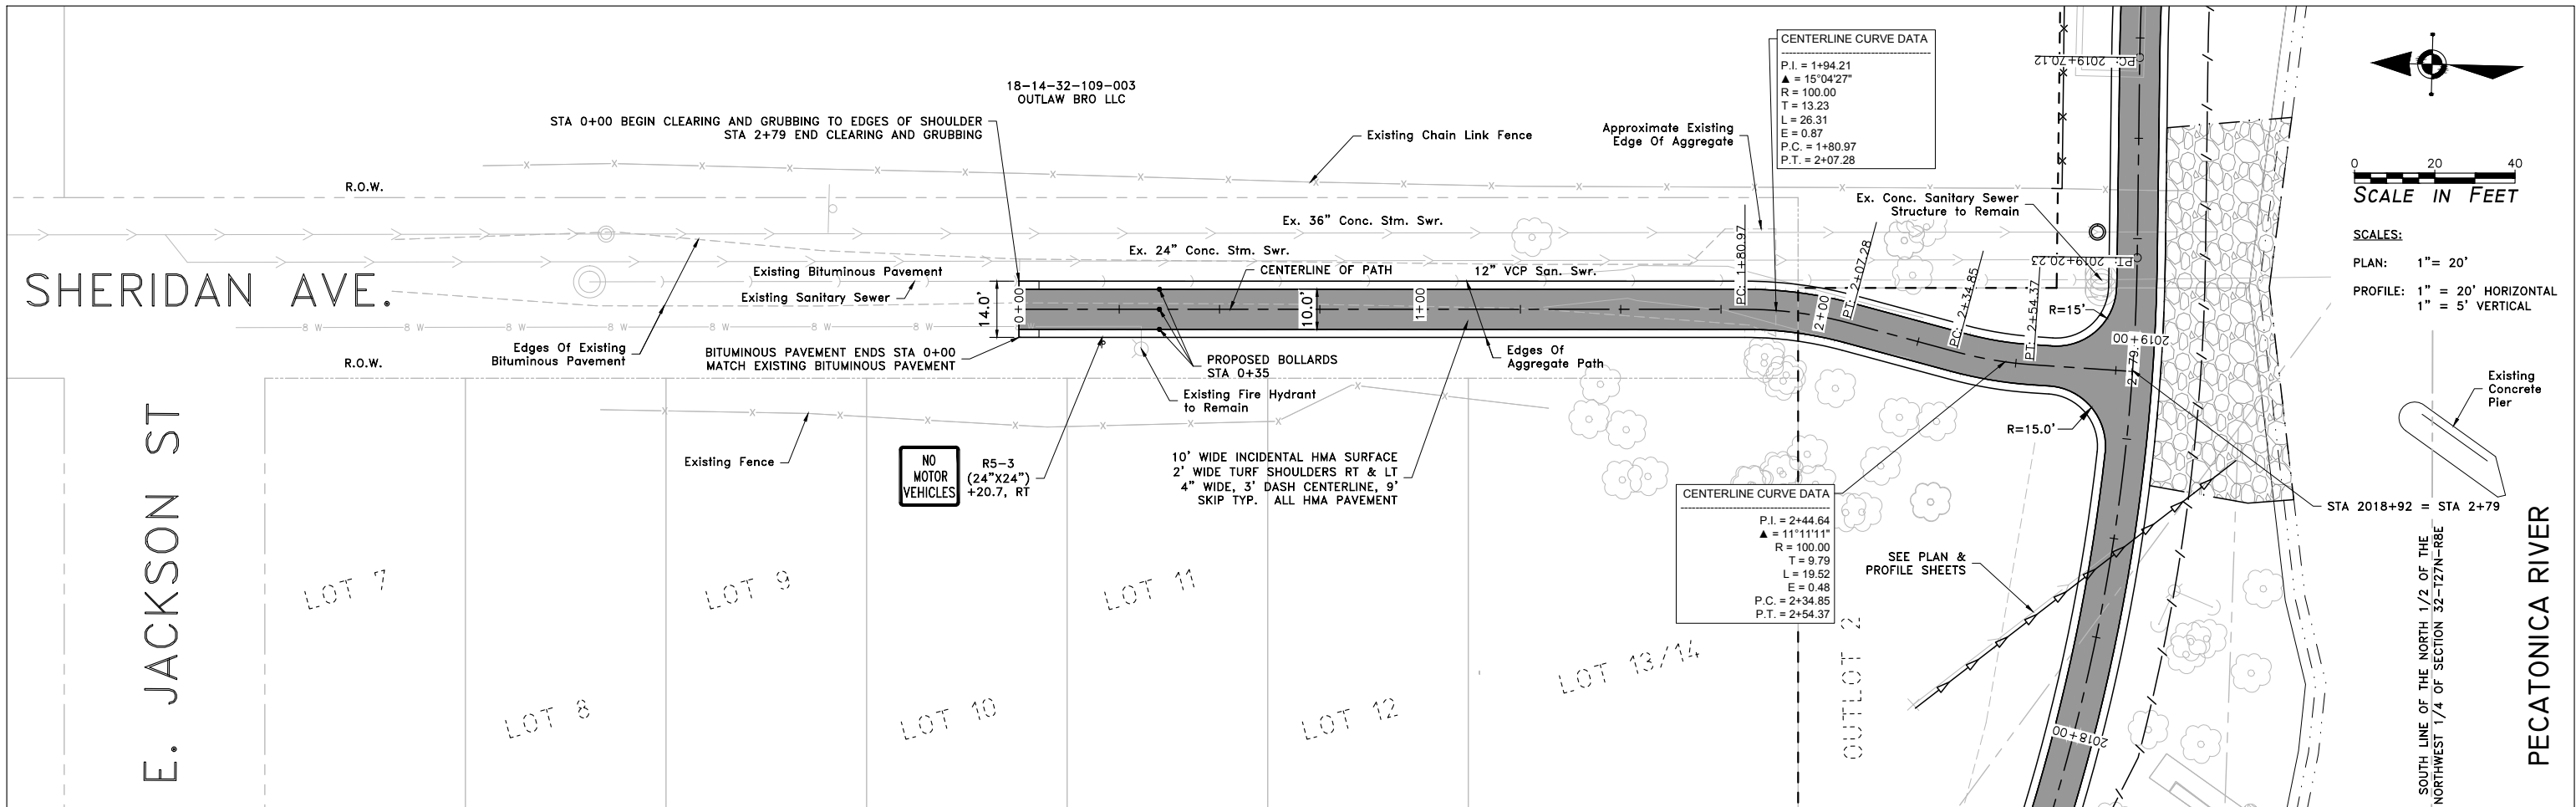 18-14-32-109-003
OUTLAW BRO LLC
STA 0+00 BEGIN CLEARING AND GRUBBING TO EDGES OF SHOULDER
STA 2+79 END CLEARING AND GRUBBING
Existing Chain Link Fence
Approximate Existing
Edge Of Aggregate
CENTERLINE CURVE DATA
P.I. = 1+94.21
▲ = 15°04'27"
R = 100.00
T = 13.23
L = 26.31
E = 0.87
P.C. = 1+80.97
P.T. = 2+07.28
PC: 2019+70.12
0 20 40
SCALE IN FEET
SCALES:
PLAN: 1"= 20'
PROFILE: 1" = 20' HORIZONTAL
1" = 5' VERTICAL
R.O.W.
Ex. Conc. Sanitary Sewer
Structure to Remain
Ex. 36" Conc. Stm. Swr.
Ex. 24" Conc. Stm. Swr.
SHERIDAN AVE.
Existing Bituminous Pavement
Existing Sanitary Sewer
CENTERLINE OF PATH
12" VCP San. Swr.
PC: 1+80.97
PT: 2+07.28
PC: 2+34.85
PT: 2+54.37
PT: 2019+20.23
14.0'
0+00
10.0'
1+00
2+00
R=15'
2019+00
2+79.
8 W
8 W
8 W
8 W
8 W
8 W
Edges Of Existing
Bituminous Pavement
R.O.W.
BITUMINOUS PAVEMENT ENDS STA 0+00
MATCH EXISTING BITUMINOUS PAVEMENT
PROPOSED BOLLARDS
STA 0+35
Edges Of
Aggregate Path
Existing Fire Hydrant
to Remain
Existing
Concrete
Pier
R=15.0'
Existing Fence
NO
MOTOR
VEHICLES
R5-3
(24"X24")
+20.7, RT
10' WIDE INCIDENTAL HMA SURFACE
2' WIDE TURF SHOULDERS RT & LT
4" WIDE, 3' DASH CENTERLINE, 9'
SKIP TYP. ALL HMA PAVEMENT
CENTERLINE CURVE DATA
P.I. = 2+44.64
▲ = 11°11'11"
R = 100.00
T = 9.79
L = 19.52
E = 0.48
P.C. = 2+34.85
P.T. = 2+54.37
STA 2018+92 = STA 2+79
SEE PLAN &
PROFILE SHEETS
E. JACKSON ST
LOT 7
LOT 8
LOT 9
LOT 10
LOT 11
LOT 12
LOT 13/14
OUTLOT 2
2018+00
SOUTH LINE OF THE NORTH 1/2 OF THE
NORTHWEST 1/4 OF SECTION 32-T27N-R8E
PECATONICA RIVER